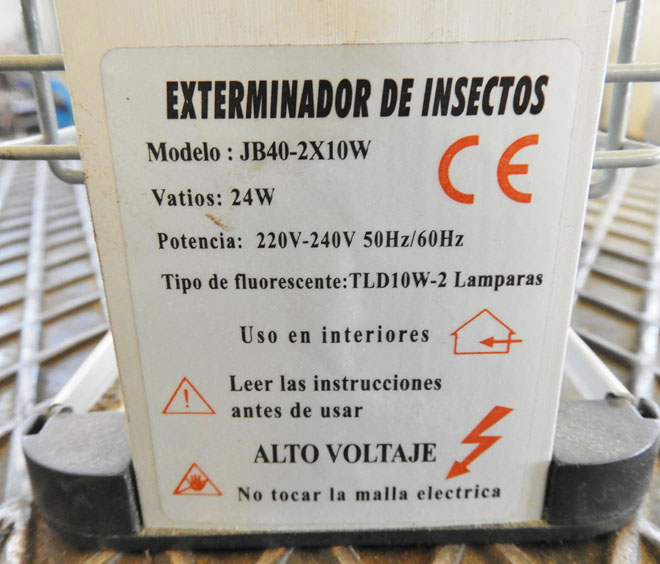 EXTERMINADOR DE INSECTOS
Modelo : JB40-2X10W
CE
Vatios: 24W
Potencia: 220V-240V 50Hz/60Hz
Tipo de fluorescente:TLD10W-2 Lamparas
Uso en interiores
Leer las instrucciones
antes de usar
ALTO VOLTAJE
No tocar la malla electrica